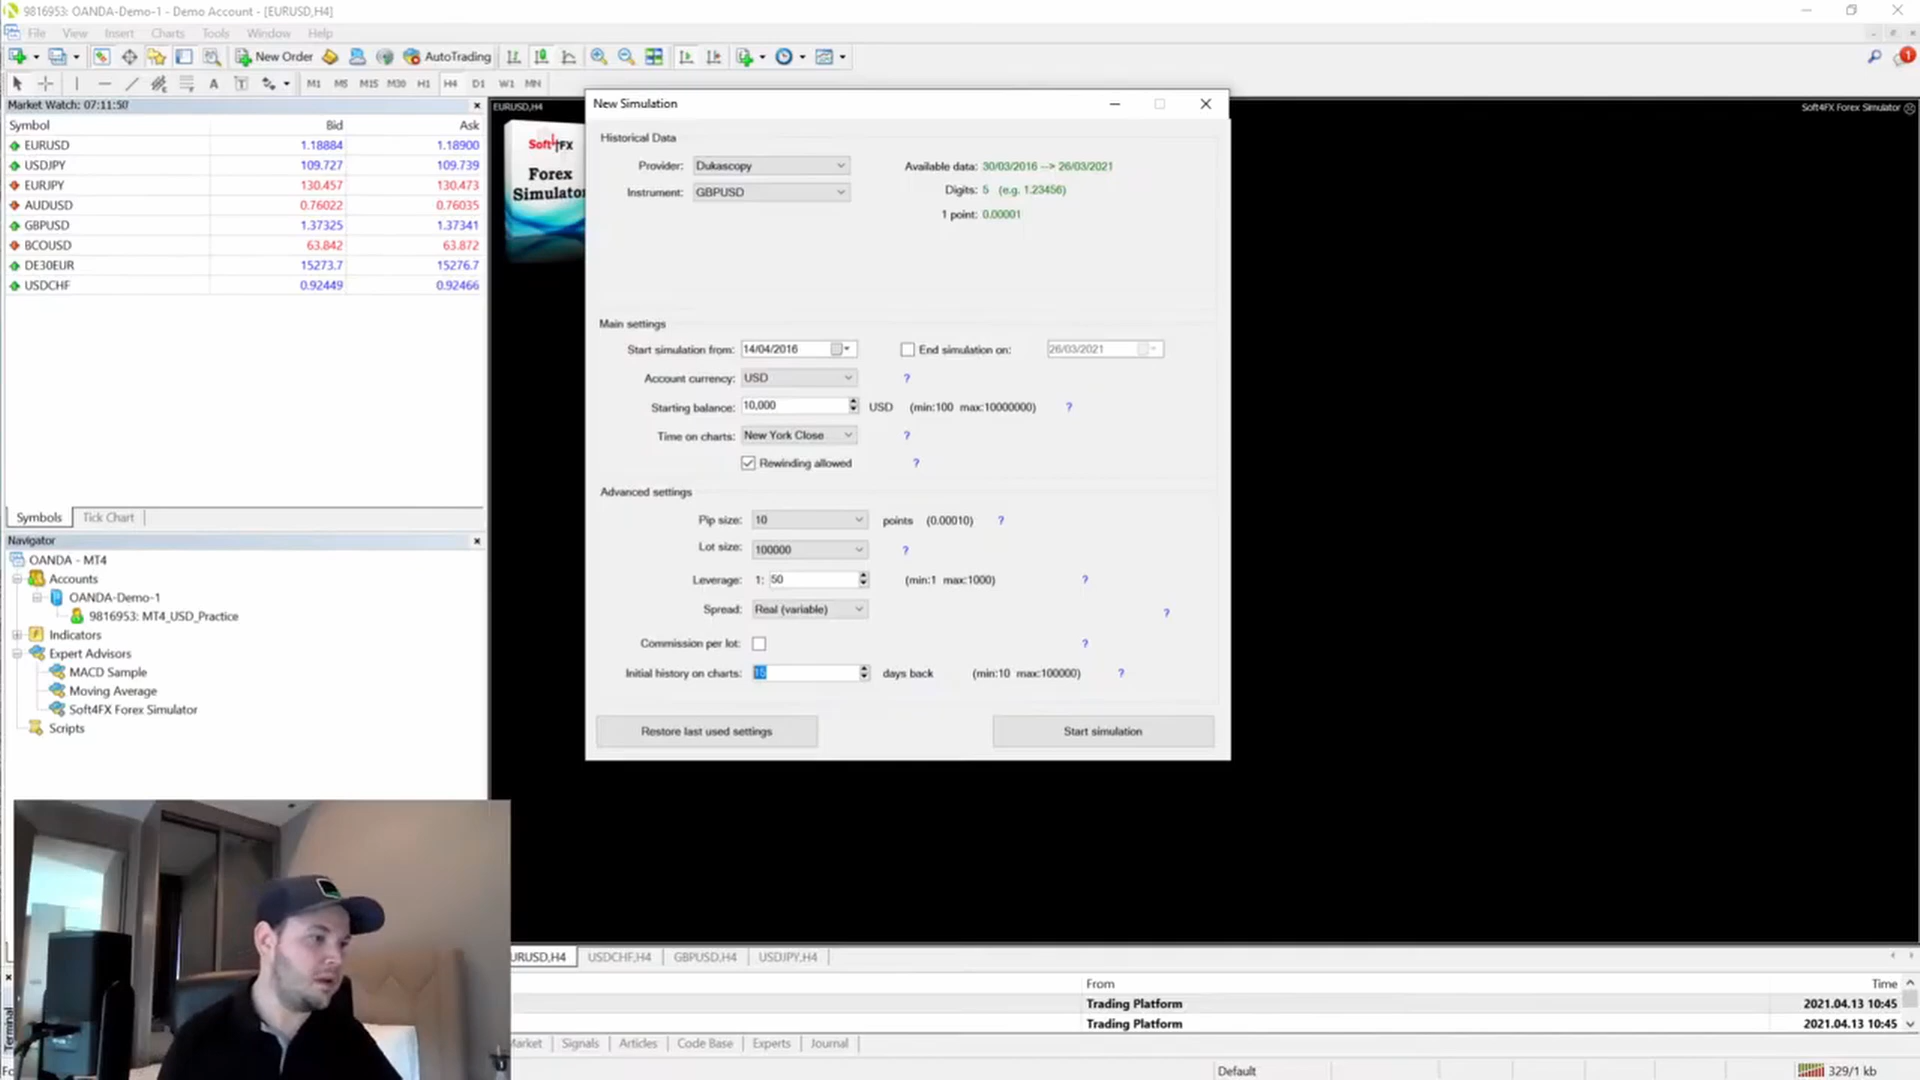 9816953: OANDA-Demo-1 - Demo Account - [EURUSD,H4]
File View Insert Charts Tools Window Help
New Order AutoTrading
A T M1 M5 M15 M30 H1 H4 D1 W1 MN
Market Watch: 07:11:50
Symbol Bid Ask
EURUSD 1.18884 1.18900
USDJPY 109.727 109.739
EURJPY 130.457 130.473
AUDUSD 0.76022 0.76035
GBPUSD 1.37325 1.37341
BCOUSD 63.842 63.872
DE30EUR 15273.7 15276.7
USDCHF 0.92449 0.92466
Symbols Tick Chart
Navigator
OANDA - MT4
Accounts
OANDA-Demo-1
9816953: MT4_USD_Practice
Indicators
Expert Advisors
MACD Sample
Moving Average
Soft4FX Forex Simulator
Scripts
EURUSD,H4
Soft4FX Forex Simulator
Soft4FX
Forex
Simulator
New Simulation
Historical Data
Provider: Dukascopy Available data: 30/03/2016 --> 26/03/2021
Instrument: GBPUSD Digits: 5 (e.g. 1.23456)
1 point: 0.00001
Main settings
Start simulation from: 14/04/2016 End simulation on: 26/03/2021
Account currency: USD ?
Starting balance: 10,000 USD (min:100 max:10000000) ?
Time on charts: New York Close ?
Rewinding allowed ?
Advanced settings
Pip size: 10 points (0.00010) ?
Lot size: 100000 ?
Leverage: 1: 50 (min:1 max:1000) ?
Spread: Real (variable) ?
Commission per lot: ?
Initial history on charts: 15 days back (min:10 max:100000) ?
Restore last used settings Start simulation
URUSD,H4 USDCHF,H4 GBPUSD,H4 USDJPY,H4
From Time
Trading Platform 2021.04.13 10:45
Trading Platform 2021.04.13 10:45
Terminal
Market Signals Articles Code Base Experts Journal
Default 329/1 kb
1